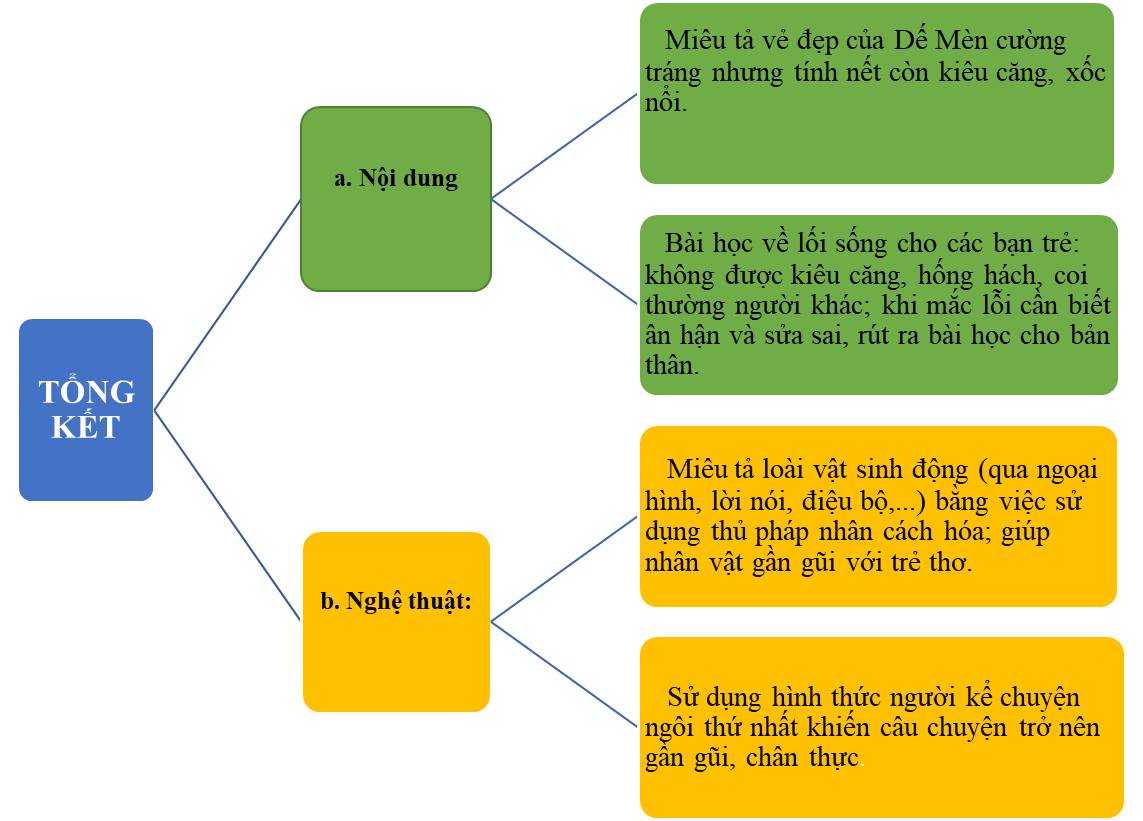 TỔNG
KẾT
a. Nội dung
Miêu tả vẻ đẹp của Dế Mèn cường
tráng nhưng tính nết còn kiêu căng, xốc
nổi.
Bài học về lối sống cho các bạn trẻ:
không được kiêu căng, hống hách, coi
thường người khác; khi mắc lỗi cần biết
ân hận và sửa sai, rút ra bài học cho bản
thân.
b. Nghệ thuật:
Miêu tả loài vật sinh động (qua ngoại
hình, lời nói, điệu bộ,...) bằng việc sử
dụng thủ pháp nhân cách hóa; giúp
nhân vật gần gũi với trẻ thơ.
Sử dụng hình thức người kể chuyện
ngôi thứ nhất khiến câu chuyện trở nên
gần gũi, chân thực.